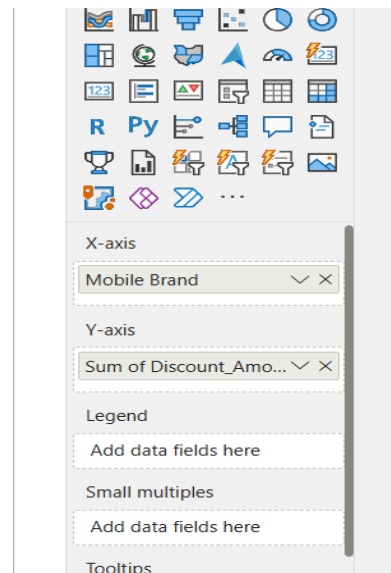 123
123
R Py
X-axis
Mobile Brand
Y-axis
Sum of Discount_Amo...
Legend
Add data fields here
Small multiples
Add data fields here
Tooltips